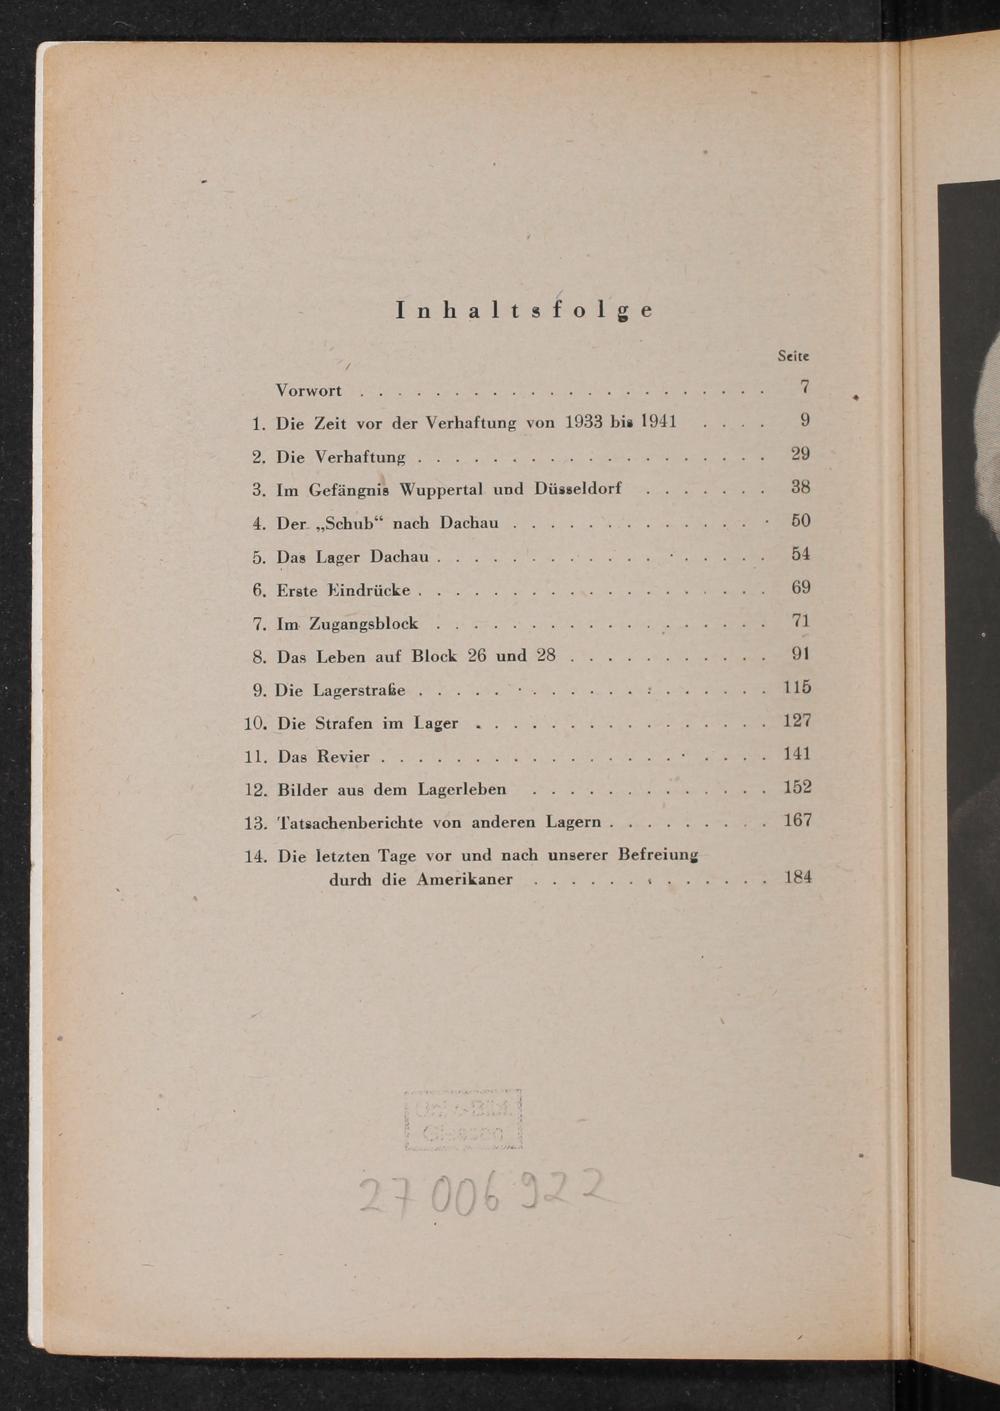 Inhaltsfolge
Seite
Vorwort . . . . . . . . . . . . . . . . . . . . . . 7
1. Die Zeit vor der Verhaftung von 1933 bis 1941 . . . . 9
2. Die Verhaftung . . . . . . . . . . . . . . . . . . . 29
3. Im Gefängnis Wuppertal und Düsseldorf . . . . . . . 38
4. Der „Schub“ nach Dachau . . . . . . . . . . . . . . 50
5. Das Lager Dachau . . . . . . . . . . . . . . . . . . 54
6. Erste Eindrücke . . . . . . . . . . . . . . . . . . . 69
7. Im Zugangsblock . . . . . . . . . . . . . . . . . . 71
8. Das Leben auf Block 26 und 28 . . . . . . . . . . . 91
9. Die Lagerstraße . . . . . . . . . . . . . . . . . . . 115
10. Die Strafen im Lager . . . . . . . . . . . . . . . . 127
11. Das Revier . . . . . . . . . . . . . . . . . . . . . 141
12. Bilder aus dem Lagerleben . . . . . . . . . . . . . 152
13. Tatsachenberichte von anderen Lagern . . . . . . . . . 167
14. Die letzten Tage vor und nach unserer Befreiung
durch die Amerikaner . . . . . . . . . . . . . 184
Univ.-Bibl.
Giessen
27 006 922